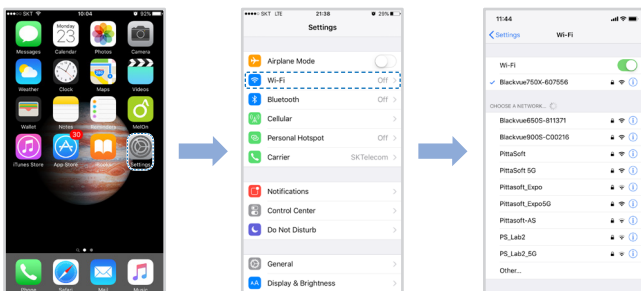 SKT 10:04 92%
Monday
23
Messages Calendar Photos Camera
Weather Clock Maps Videos
Wallet Notes Reminders MelOn
30
iTunes Store App Store iBooks Settings
Phone Safari Mail Music
SKT LTE 21:38 29%
Settings
Airplane Mode
Wi-Fi Off
Bluetooth Off
Cellular
Personal Hotspot Off
Carrier SKTelecom
Notifications
Control Center
Do Not Disturb
General
AA Display & Brightness
11:44
Settings Wi-Fi
Wi-Fi
Blackvue750X-607556
CHOOSE A NETWORK...
Blackvue650S-811371
Blackvue900S-C00216
PittaSoft
PittaSoft 5G
Pittasoft_Expo
Pittasoft_Expo5G
Pittasoft-AS
PS_Lab2
PS_Lab2_5G
Other...